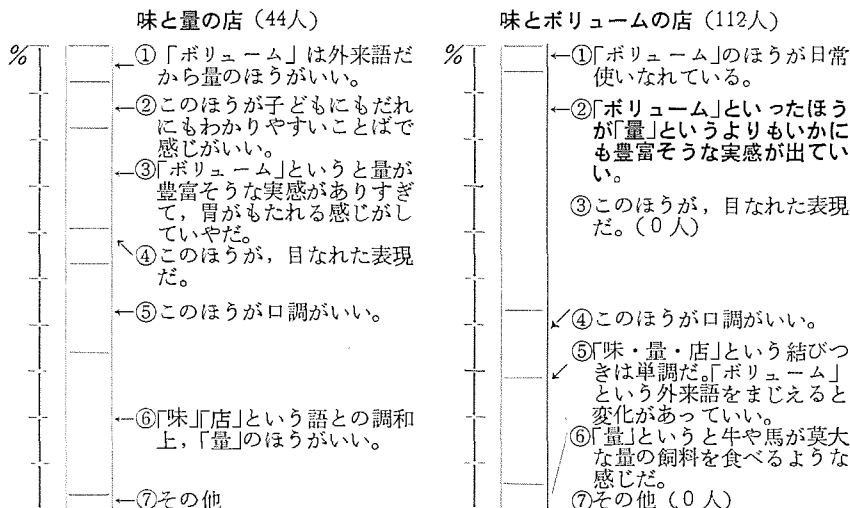 味と量の店（44人）
%
①「ボリューム」は外来語だ
から量のほうがいい。
②このほうが子どもにもだれ
にもわかりやすいことばで
感じがいい。
③「ボリューム」というと量が
豊富そうな実感がありすぎ
て，胃がもたれる感じがし
ていやだ。
④このほうが，目なれた表現
だ。
⑤このほうが口調がいい。
⑥「味」「店」という語との調和
上，「量」のほうがいい。
⑦その他
味とボリュームの店（112人）
%
①「ボリューム」のほうが日常
使いなれている。
②「ボリューム」といったほう
が「量」というよりもいかに
も豊富そうな実感が出てい
い。
③このほうが，目なれた表現
だ。（0人）
④このほうが口調がいい。
⑤「味・量・店」という結びつ
きは単調だ。「ボリューム」
という外来語をまじえると
変化があっていい。
⑥「量」というと牛や馬が莫大
な量の飼料を食べるような
感じだ。
⑦その他（0人）